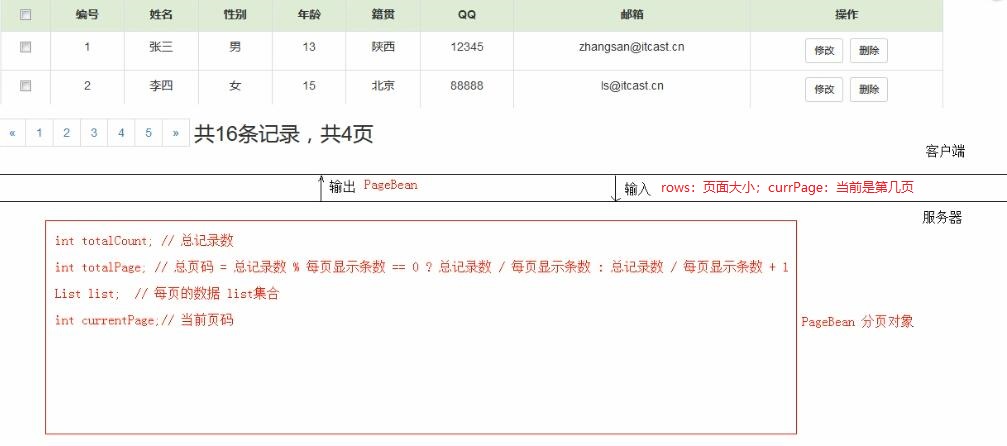 编号 姓名 性别 年龄 籍贯 QQ 邮箱 操作
1 张三 男 13 陕西 12345 zhangsan@itcast.cn 修改 删除
2 李四 女 15 北京 88888 ls@itcast.cn 修改 删除
« 1 2 3 4 5 » 共16条记录，共4页
客户端
输出 PageBean
输入 rows：页面大小；currPage：当前是第几页
服务器
int totalCount; // 总记录数
int totalPage; // 总页码 = 总记录数 % 每页显示条数 == 0 ? 总记录数 / 每页显示条数 : 总记录数 / 每页显示条数 + 1
List list; // 每页的数据 list集合
int currentPage;// 当前页码
PageBean 分页对象